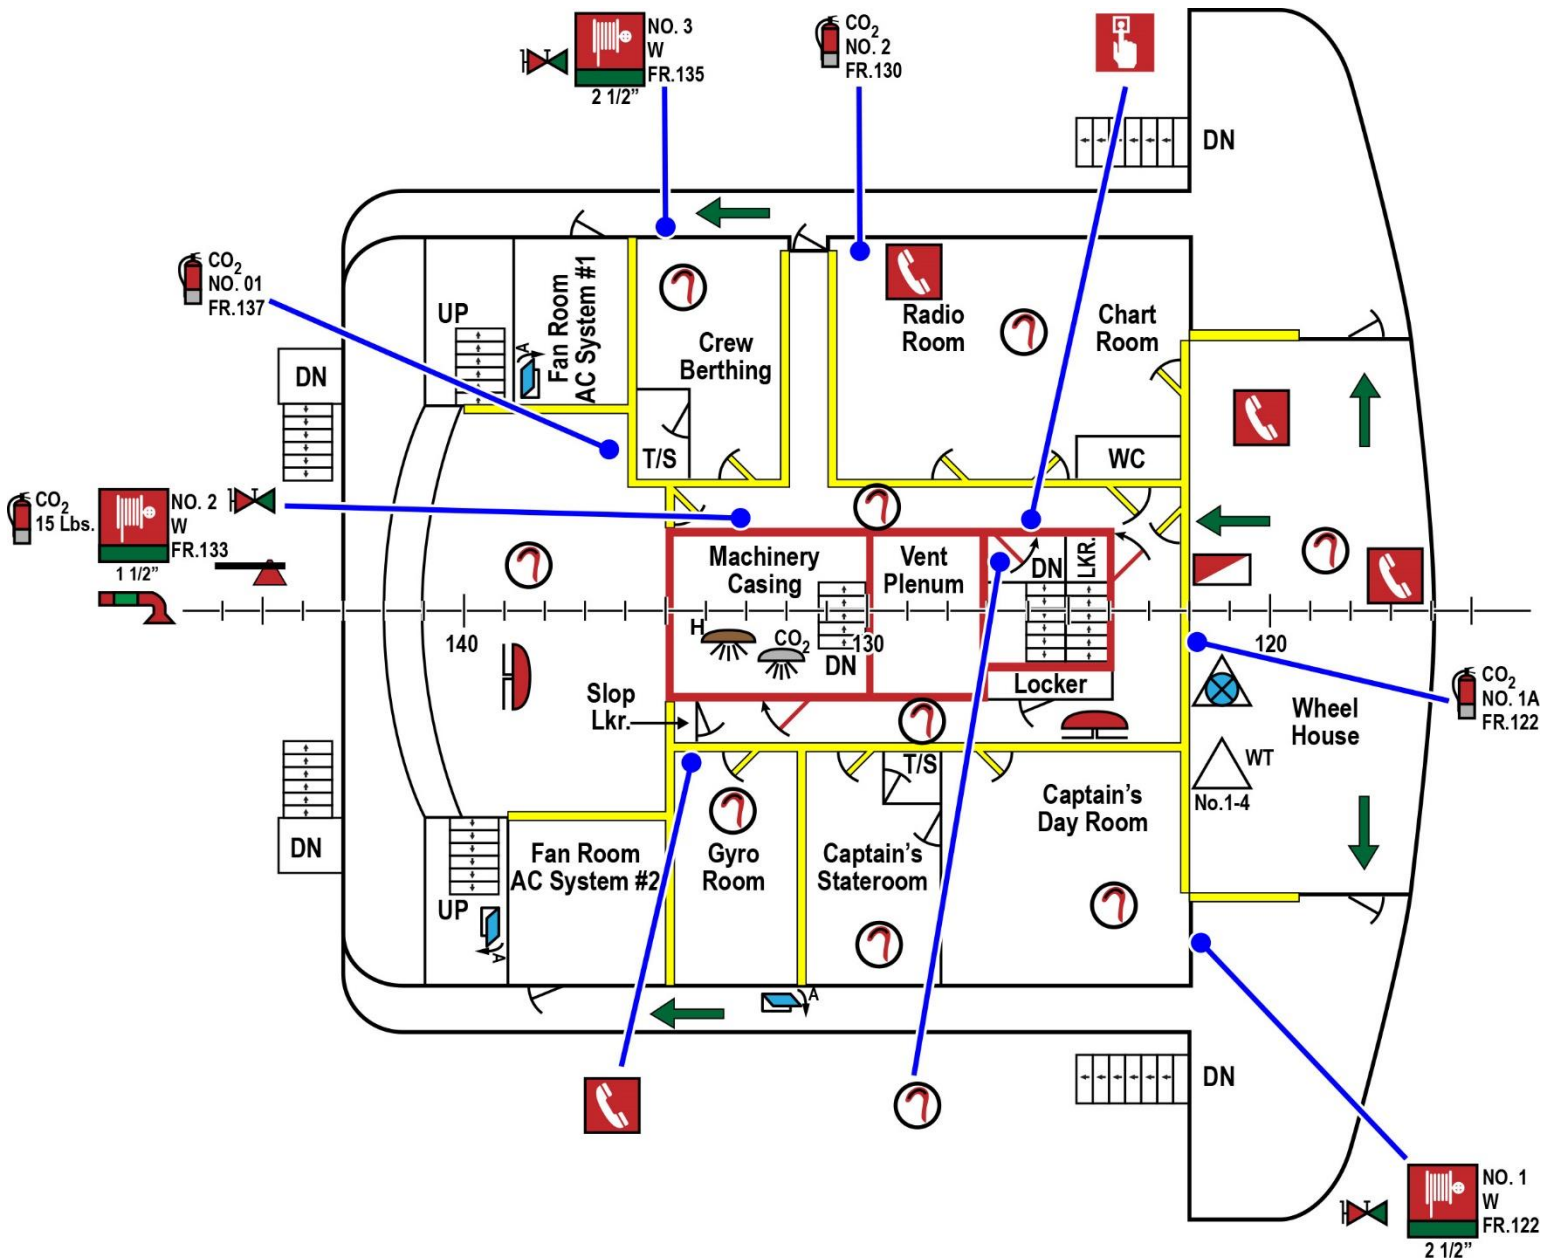 NO. 3
W
FR.135
2 1/2”
CO2
NO. 2
FR.130
DN
CO2
NO. 01
FR.137
UP
Fan Room
AC System #1
A
Crew
Berthing
Radio
Room
Chart
Room
DN
T/S
WC
CO2
15 Lbs.
NO. 2
W
FR.133
1 1/2”
Machinery
Casing
Vent
Plenum
DN
LKR.
H
CO2
DN
140
130
120
Locker
Slop
Lkr.
CO2
NO. 1A
FR.122
Wheel
House
WT
No.1-4
T/S
Captain’s
Day Room
DN
Fan Room
AC System #2
Gyro
Room
Captain’s
Stateroom
UP
A
A
DN
NO. 1
W
FR.122
2 1/2”